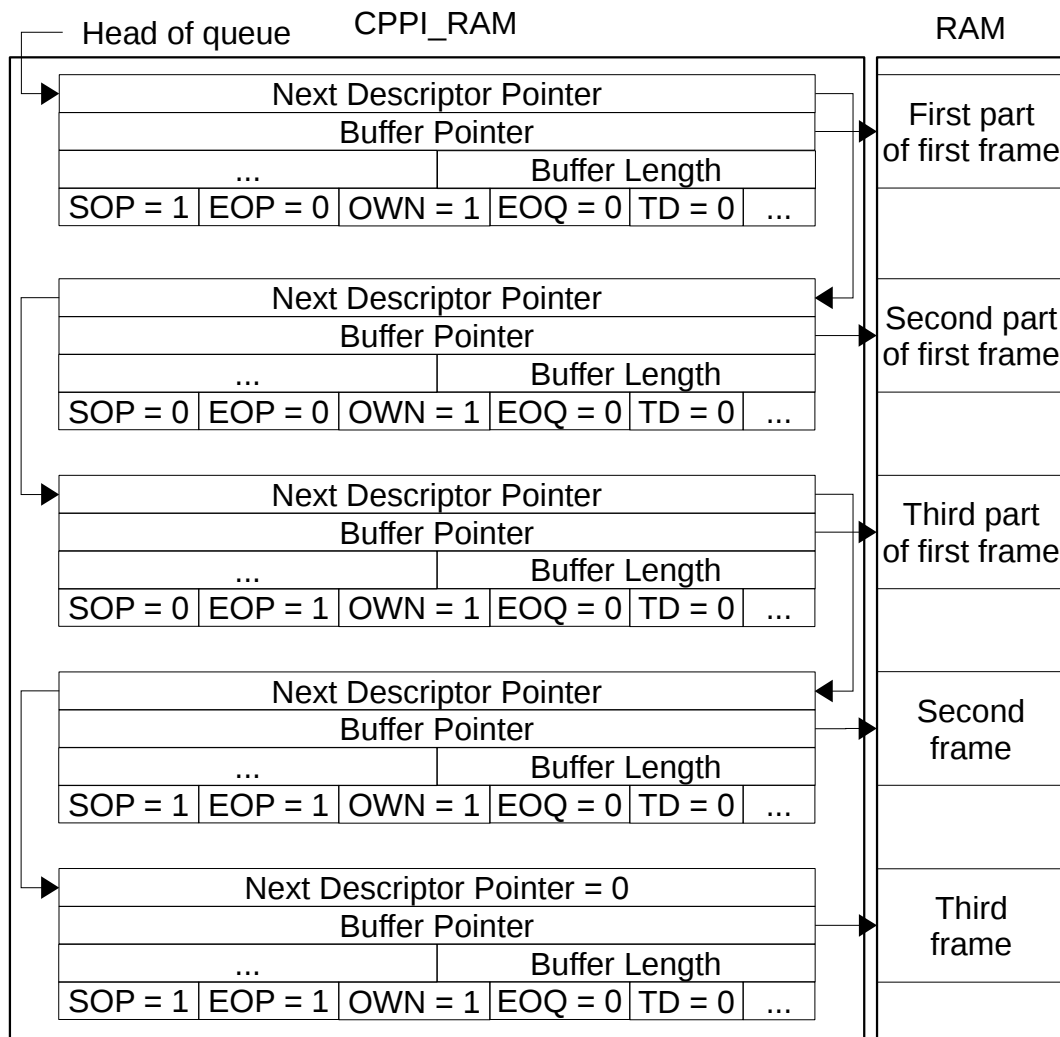 Head of queue
CPPI_RAM
RAM
Next Descriptor Pointer
Buffer Pointer
... Buffer Length
SOP = 1 EOP = 0 OWN = 1 EOQ = 0 TD = 0 ...
First part
of first frame
Next Descriptor Pointer
Buffer Pointer
... Buffer Length
SOP = 0 EOP = 0 OWN = 1 EOQ = 0 TD = 0 ...
Second part
of first frame
Next Descriptor Pointer
Buffer Pointer
... Buffer Length
SOP = 0 EOP = 1 OWN = 1 EOQ = 0 TD = 0 ...
Third part
of first frame
Next Descriptor Pointer
Buffer Pointer
... Buffer Length
SOP = 1 EOP = 1 OWN = 1 EOQ = 0 TD = 0 ...
Second
frame
Next Descriptor Pointer = 0
Buffer Pointer
... Buffer Length
SOP = 1 EOP = 1 OWN = 1 EOQ = 0 TD = 0 ...
Third
frame